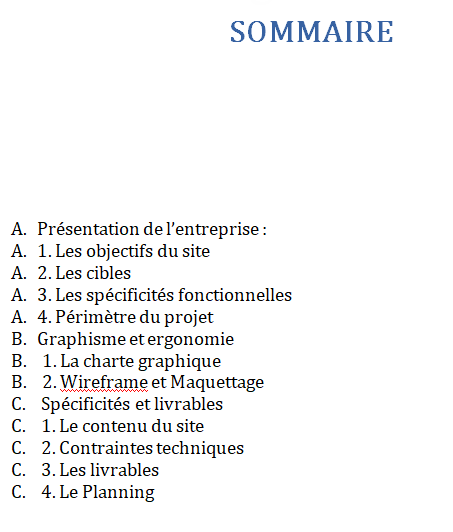 SOMMAIRE
A. Présentation de l’entreprise :
A. 1. Les objectifs du site
A. 2. Les cibles
A. 3. Les spécificités fonctionnelles
A. 4. Périmètre du projet
B. Graphisme et ergonomie
B. 1. La charte graphique
B. 2. Wireframe et Maquettage
C. Spécificités et livrables
C. 1. Le contenu du site
C. 2. Contraintes techniques
C. 3. Les livrables
C. 4. Le Planning